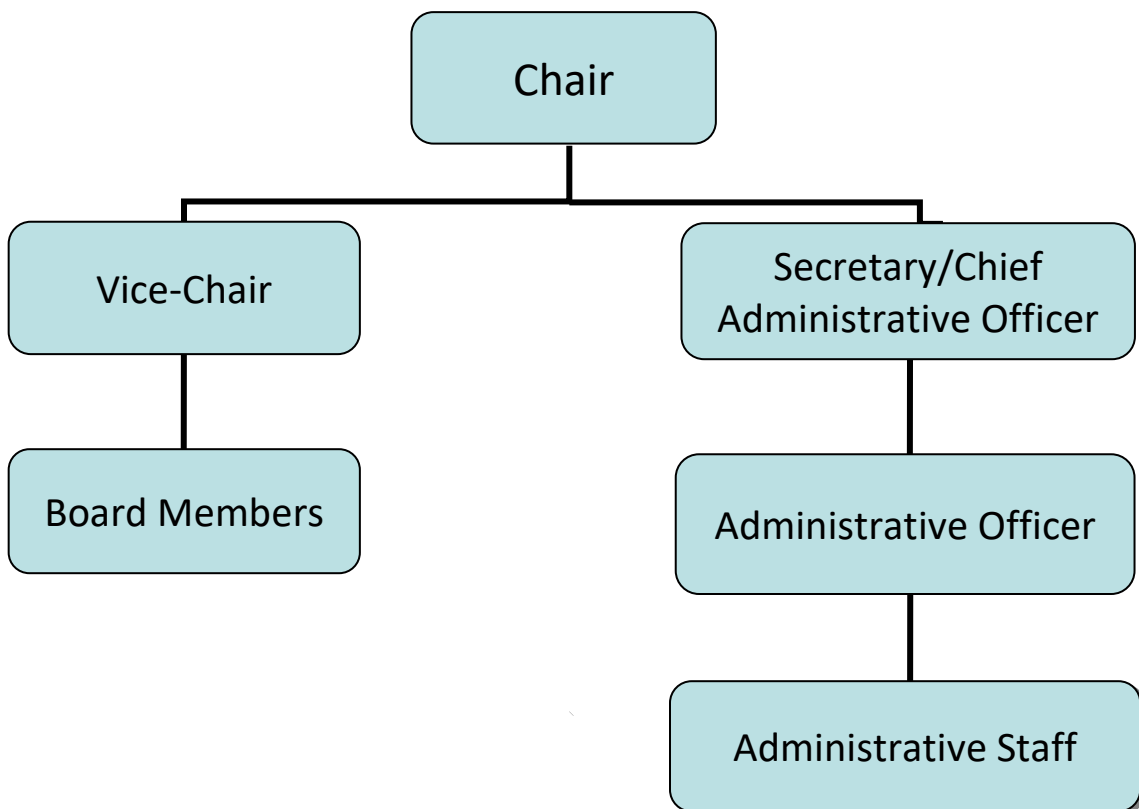 Chair
Vice-Chair
Secretary/Chief
Administrative Officer
Board Members
Administrative Officer
Administrative Staff